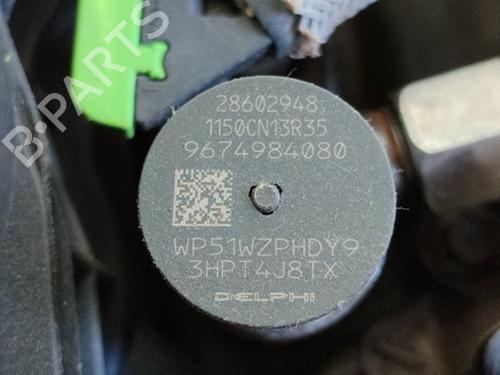 B-PARTS
28602948
1150CN13R35
9674984080
WP51WZPHDY9
3HPT4J8TX
DELPHI